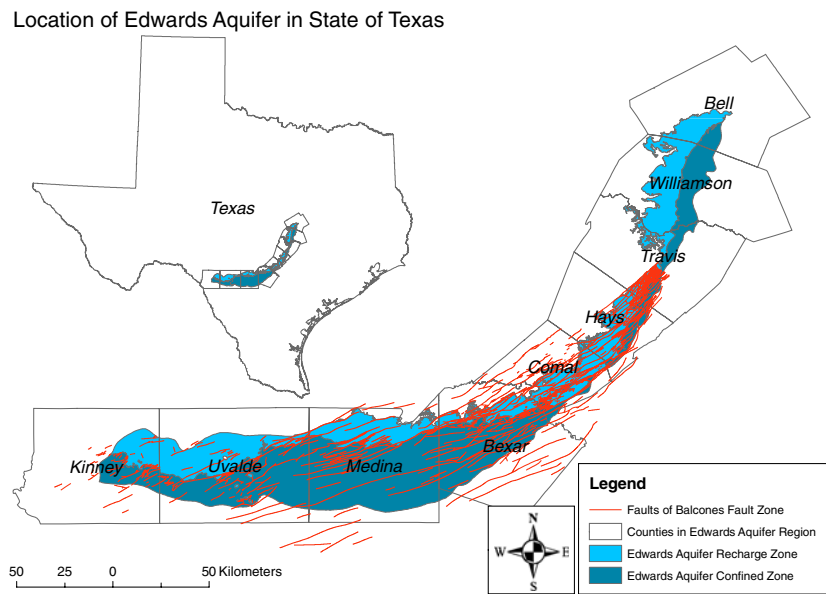 Location of Edwards Aquifer in State of Texas
Bell
Williamson
Texas
Travis
Hays
Comal
Bexar
Kinney
Uvalde
Medina
Legend
Faults of Balcones Fault Zone
Counties in Edwards Aquifer Region
Edwards Aquifer Recharge Zone
Edwards Aquifer Confined Zone
N
W E
S
50 25 0 50 Kilometers